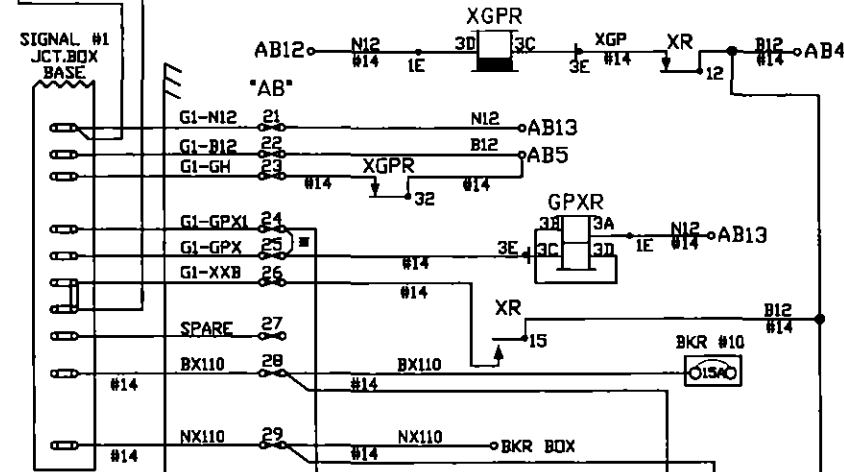 XGPR
SIGNAL #1
JCT.BOX
BASE
AB12 N12 #14 1E 3D 3C 3E XGP #14 XR 12 B12 #14 AB4
"AB"
G1-N12 21 N12 AB13
G1-B12 22 B12 AB5
G1-GH 23 #14 XGPR 32 #14
GPXR
G1-GPX1 24 3B 3A N12 #14 AB13
G1-GPX 25 #14 3E 3C 3D 1E
G1-XXB 26 #14
XR 15 B12 #14
SPARE 27
BKR #10
BX110 #14 28 BX110 #14 15A
NX110 #14 29 NX110 #14 BKR BOX